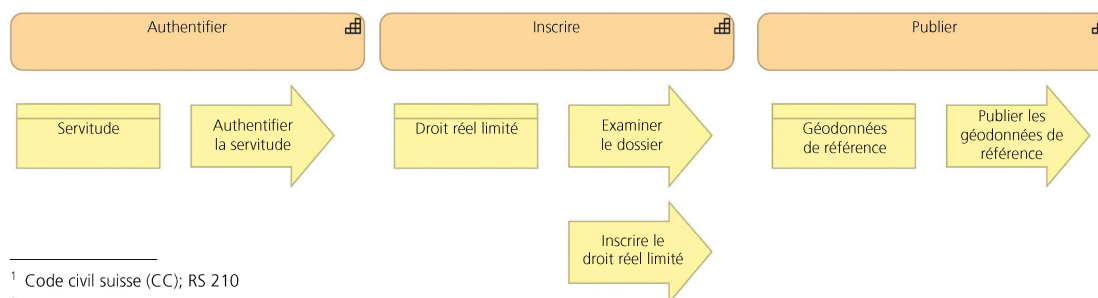 Authentifier
Inscrire
Publier
Servitude
Authentifier
la servitude
Droit réel limité
Examiner
le dossier
Géodonnées
de référence
Publier les
géodonnées de
référence
Inscrire le
droit réel limité
1 Code civil suisse (CC); RS 210